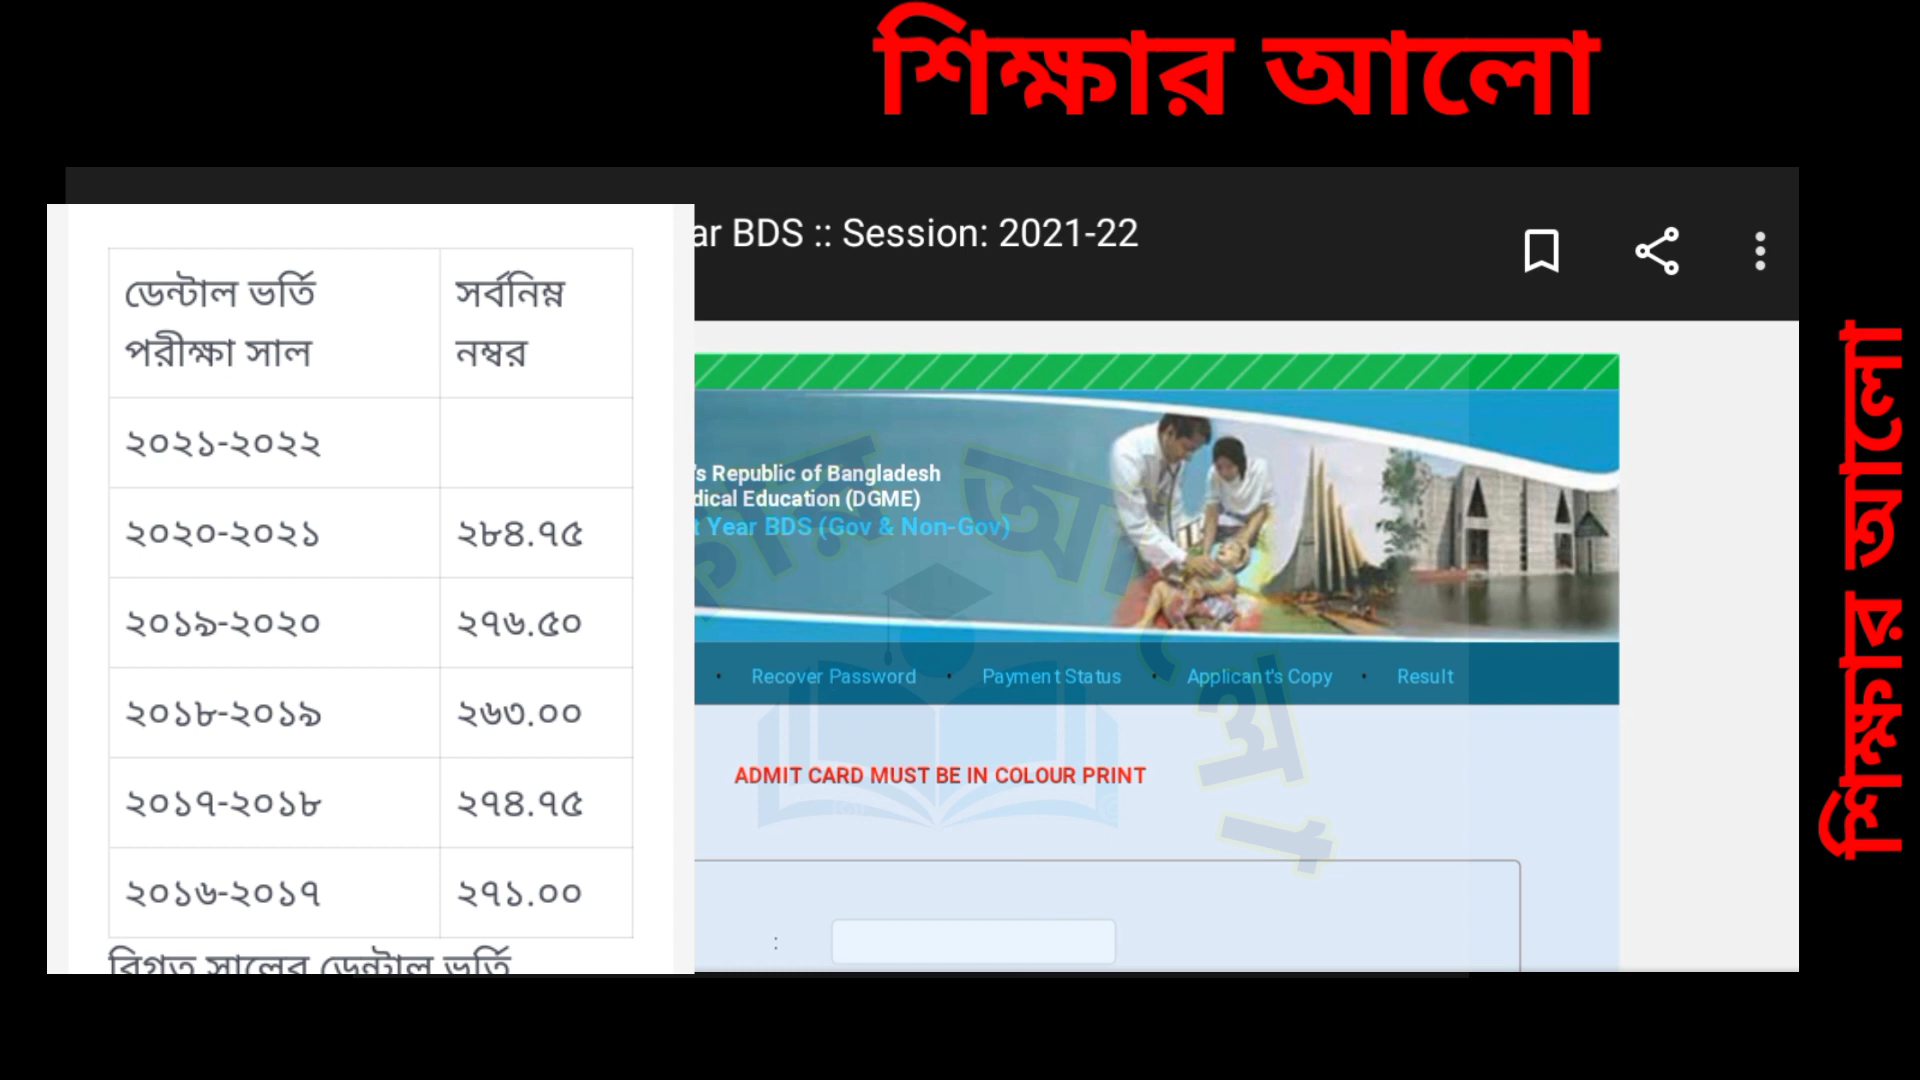 শিক্ষার আলো
ar BDS :: Session: 2021-22
ডেন্টাল ভর্তি পরীক্ষা সাল সর্বনিম্ন নম্বর
২০২১-২০২২
২০২০-২০২১ ২৮৪.৭৫
২০১৯-২০২০ ২৭৬.৫০
২০১৮-২০১৯ ২৬৩.০০
২০১৭-২০১৮ ২৭৪.৭৫
২০১৬-২০১৭ ২৭১.০০
বিগত সালের ডেন্টাল ভর্তি
's Republic of Bangladesh
dical Education (DGME)
t Year BDS (Gov & Non-Gov)
Recover Password Payment Status Applicant's Copy Result
ADMIT CARD MUST BE IN COLOUR PRINT
:
শিক্ষার আলো